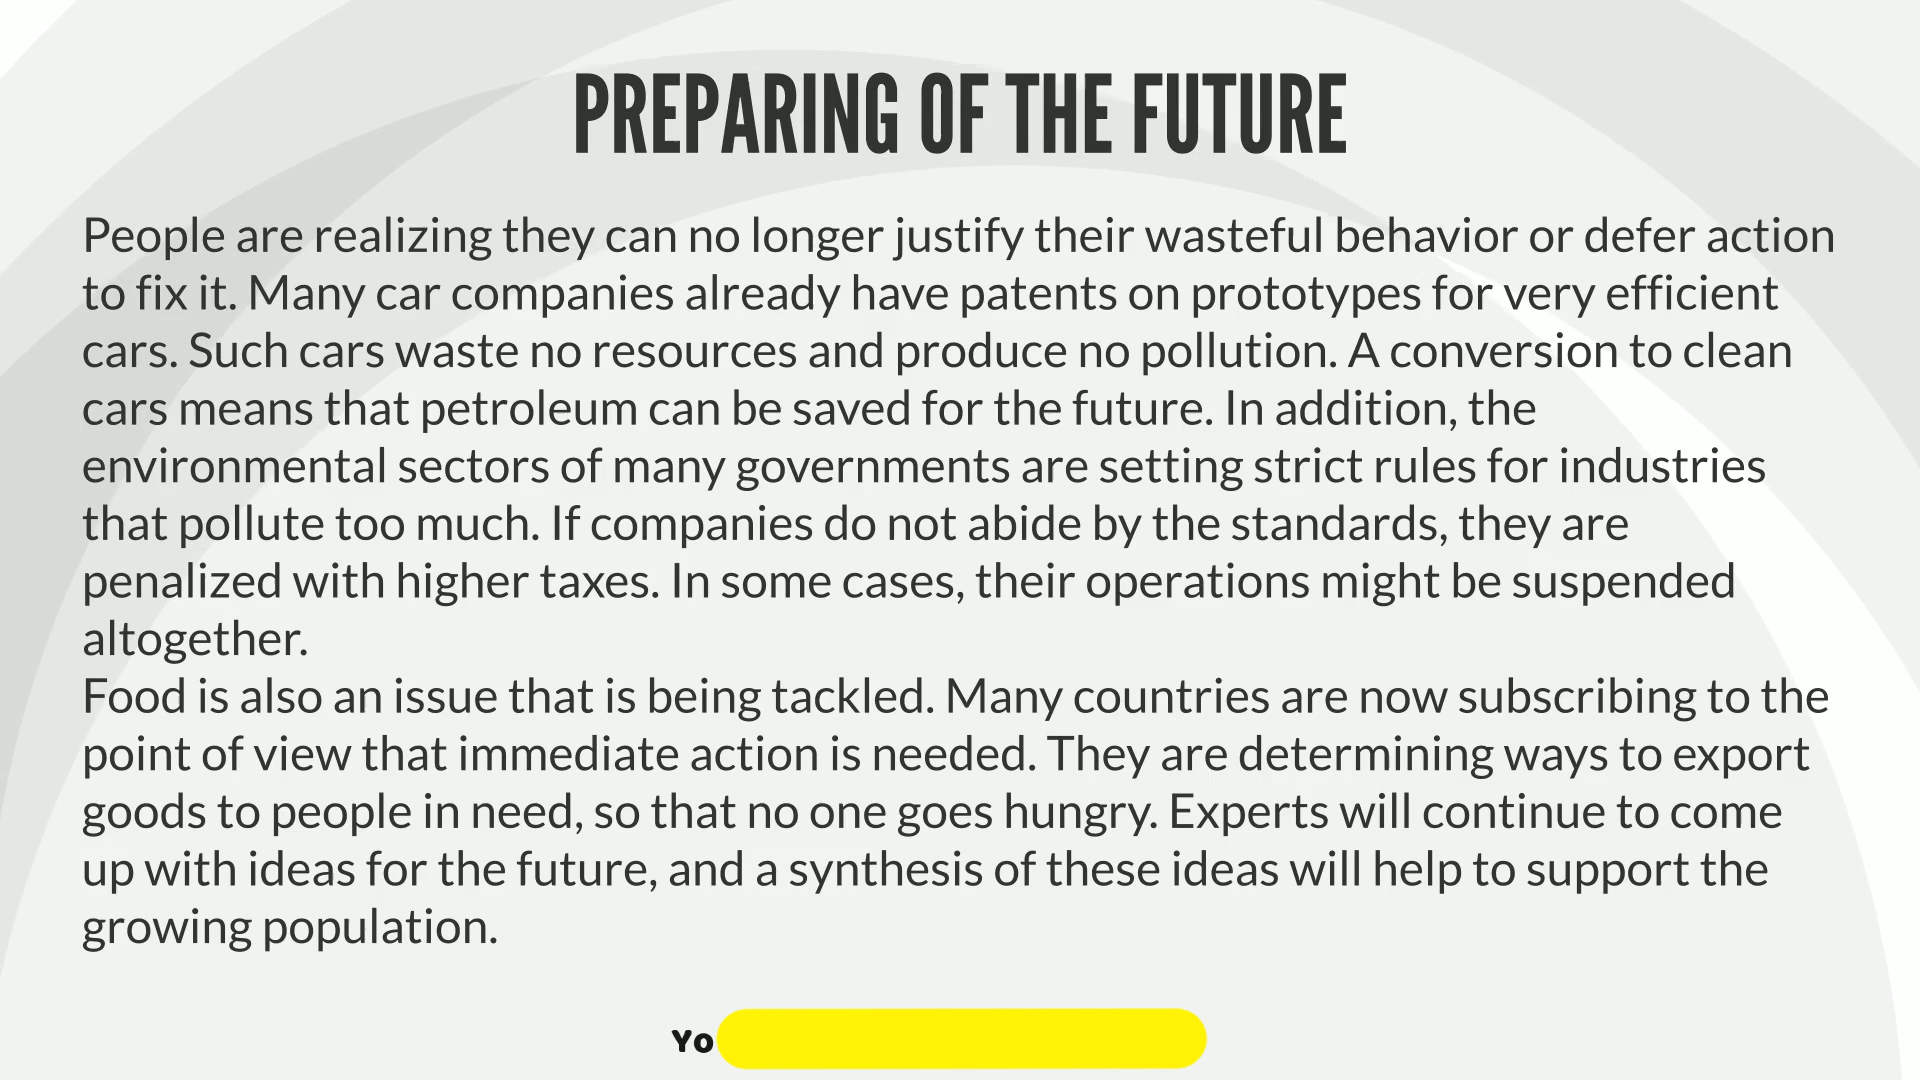 PREPARING OF THE FUTURE
People are realizing they can no longer justify their wasteful behavior or defer action
to fix it. Many car companies already have patents on prototypes for very efficient
cars. Such cars waste no resources and produce no pollution. A conversion to clean
cars means that petroleum can be saved for the future. In addition, the
environmental sectors of many governments are setting strict rules for industries
that pollute too much. If companies do not abide by the standards, they are
penalized with higher taxes. In some cases, their operations might be suspended
altogether.
Food is also an issue that is being tackled. Many countries are now subscribing to the
point of view that immediate action is needed. They are determining ways to export
goods to people in need, so that no one goes hungry. Experts will continue to come
up with ideas for the future, and a synthesis of these ideas will help to support the
growing population.
Yo